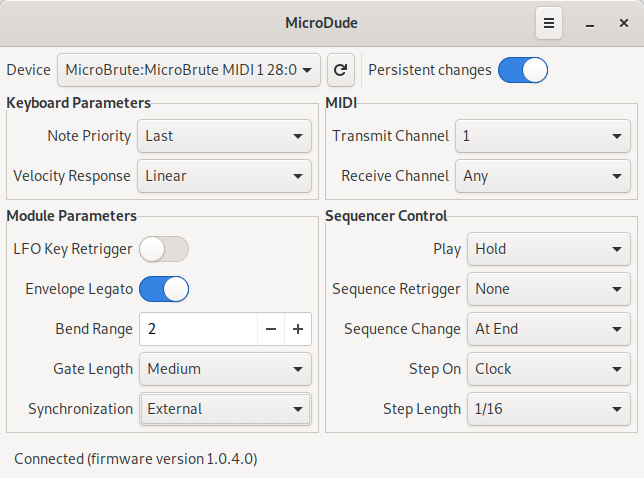 MicroDude
Device MicroBrute:MicroBrute MIDI 1 28:0 Persistent changes
Keyboard Parameters
Note Priority Last
Velocity Response Linear
MIDI
Transmit Channel 1
Receive Channel Any
Module Parameters
LFO Key Retrigger
Envelope Legato
Bend Range 2 − +
Gate Length Medium
Synchronization External
Sequencer Control
Play Hold
Sequence Retrigger None
Sequence Change At End
Step On Clock
Step Length 1/16
Connected (firmware version 1.0.4.0)